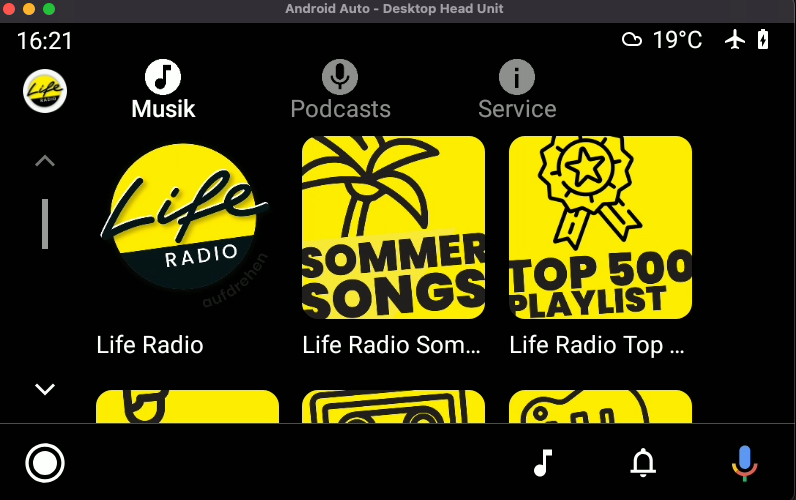 Android Auto - Desktop Head Unit
16:21
19°C
Life
RADIO
Musik
Podcasts
Service
Life
RADIO
aufdrehen
SOMMER
SONGS
TOP 500
PLAYLIST
Life Radio
Life Radio Som...
Life Radio Top ...